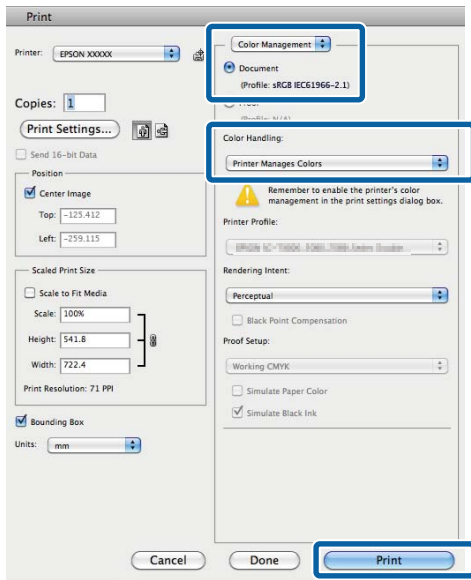 Print
Printer: EPSON XXXXX
Copies: 1
Print Settings...
Send 16-bit Data
Position
Center Image
Top: -125.412
Left: -259.115
Scaled Print Size
Scale to Fit Media
Scale: 100%
Height: 541.8
Width: 722.4
Print Resolution: 71 PPI
Bounding Box
Units: mm
Color Management
Document
(Profile: sRGB IEC61966-2.1)
Color Handling:
Printer Manages Colors
Remember to enable the printer's color
management in the print settings dialog box.
Printer Profile:
Rendering Intent:
Perceptual
Black Point Compensation
Proof Setup:
Working CMYK
Simulate Paper Color
Simulate Black Ink
Cancel
Done
Print